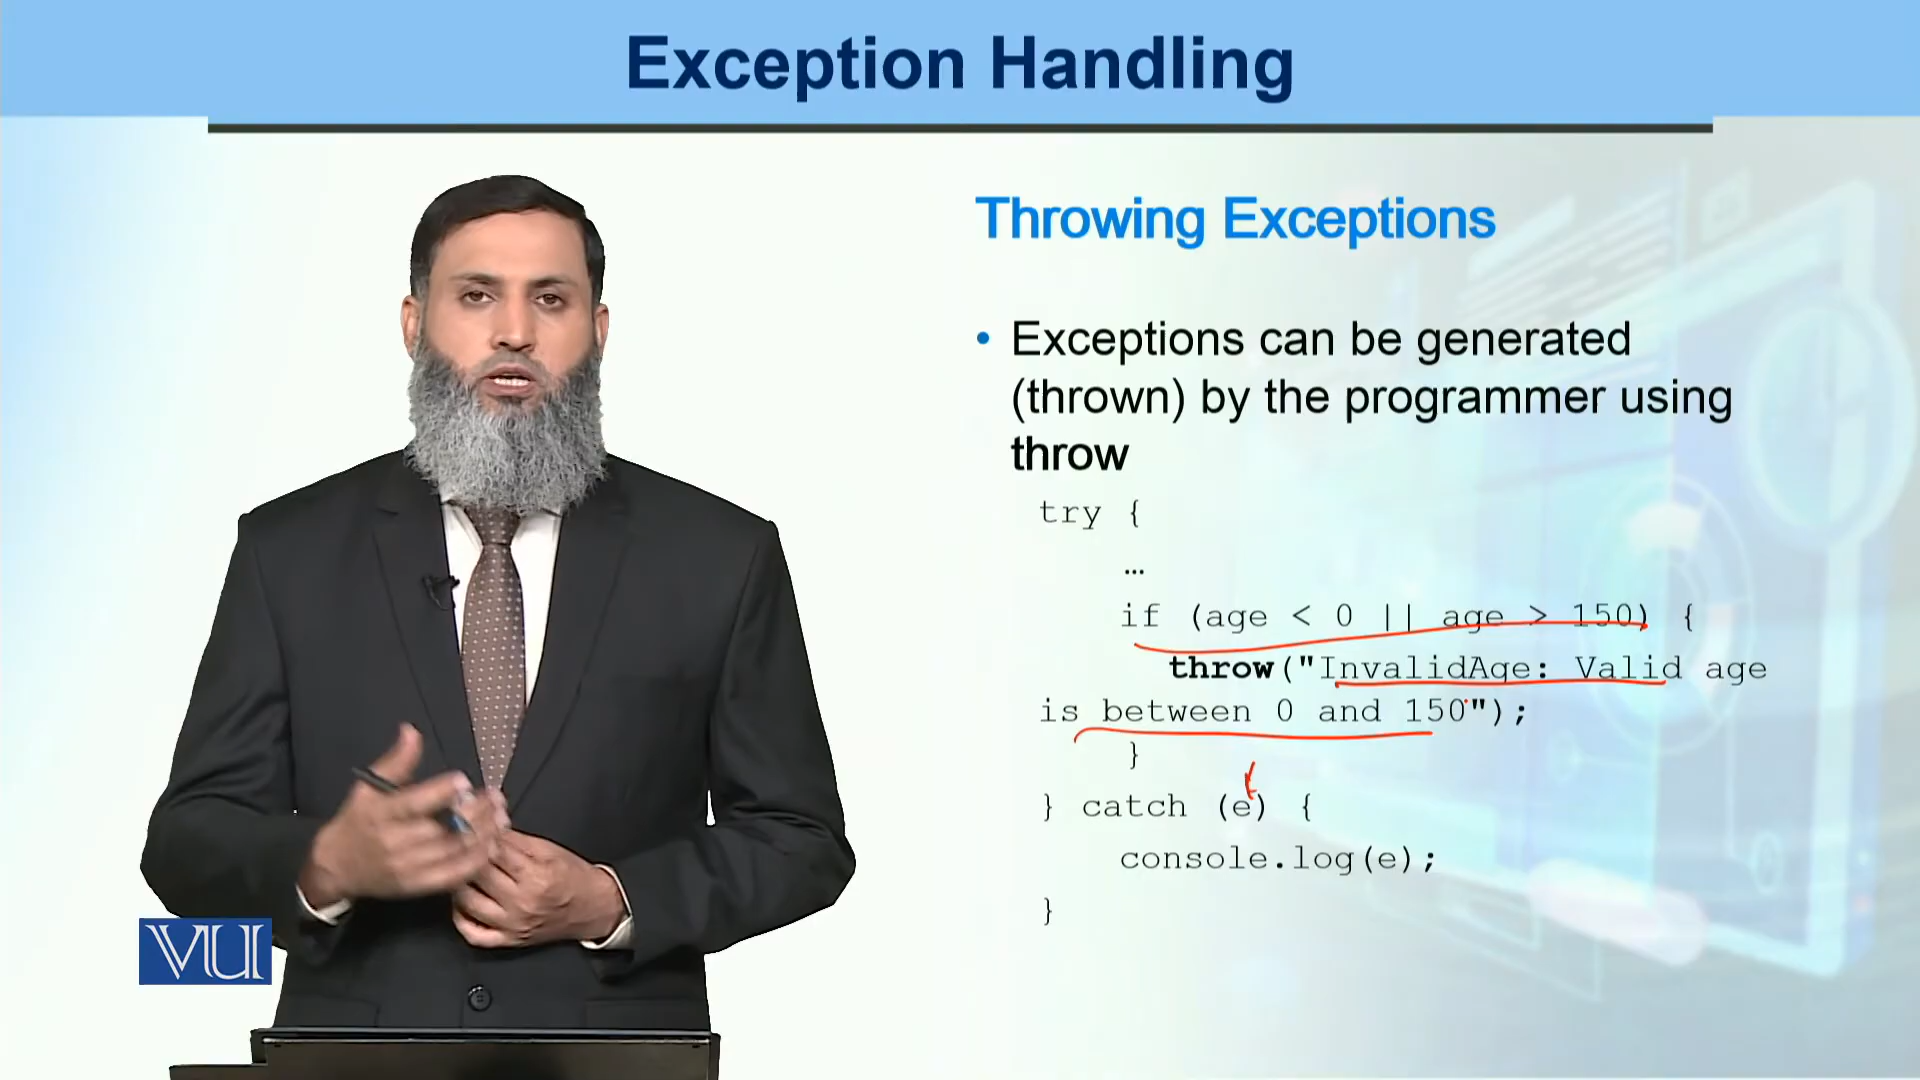 Exception Handling
Throwing Exceptions
• Exceptions can be generated
(thrown) by the programmer using
throw
try {
…
if (age < 0 || age > 150) {
throw("InvalidAge: Valid age
is between 0 and 150");
}
} catch (e) {
console.log(e);
}
VU